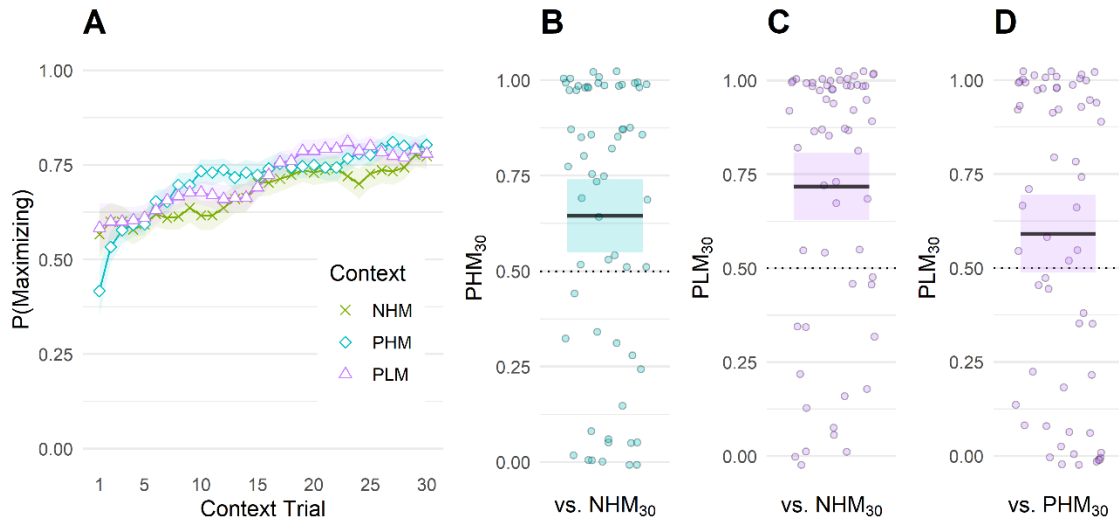 A
P(Maximizing)
1.00
0.75
0.50
0.25
0.00
1 5 10 15 20 25 30
Context Trial
Context
NHM
PHM
PLM
B
PHM₃₀
1.00
0.75
0.50
0.25
0.00
vs. NHM₃₀
C
PLM₃₀
1.00
0.75
0.50
0.25
0.00
vs. NHM₃₀
D
PLM₃₀
1.00
0.75
0.50
0.25
0.00
vs. PHM₃₀